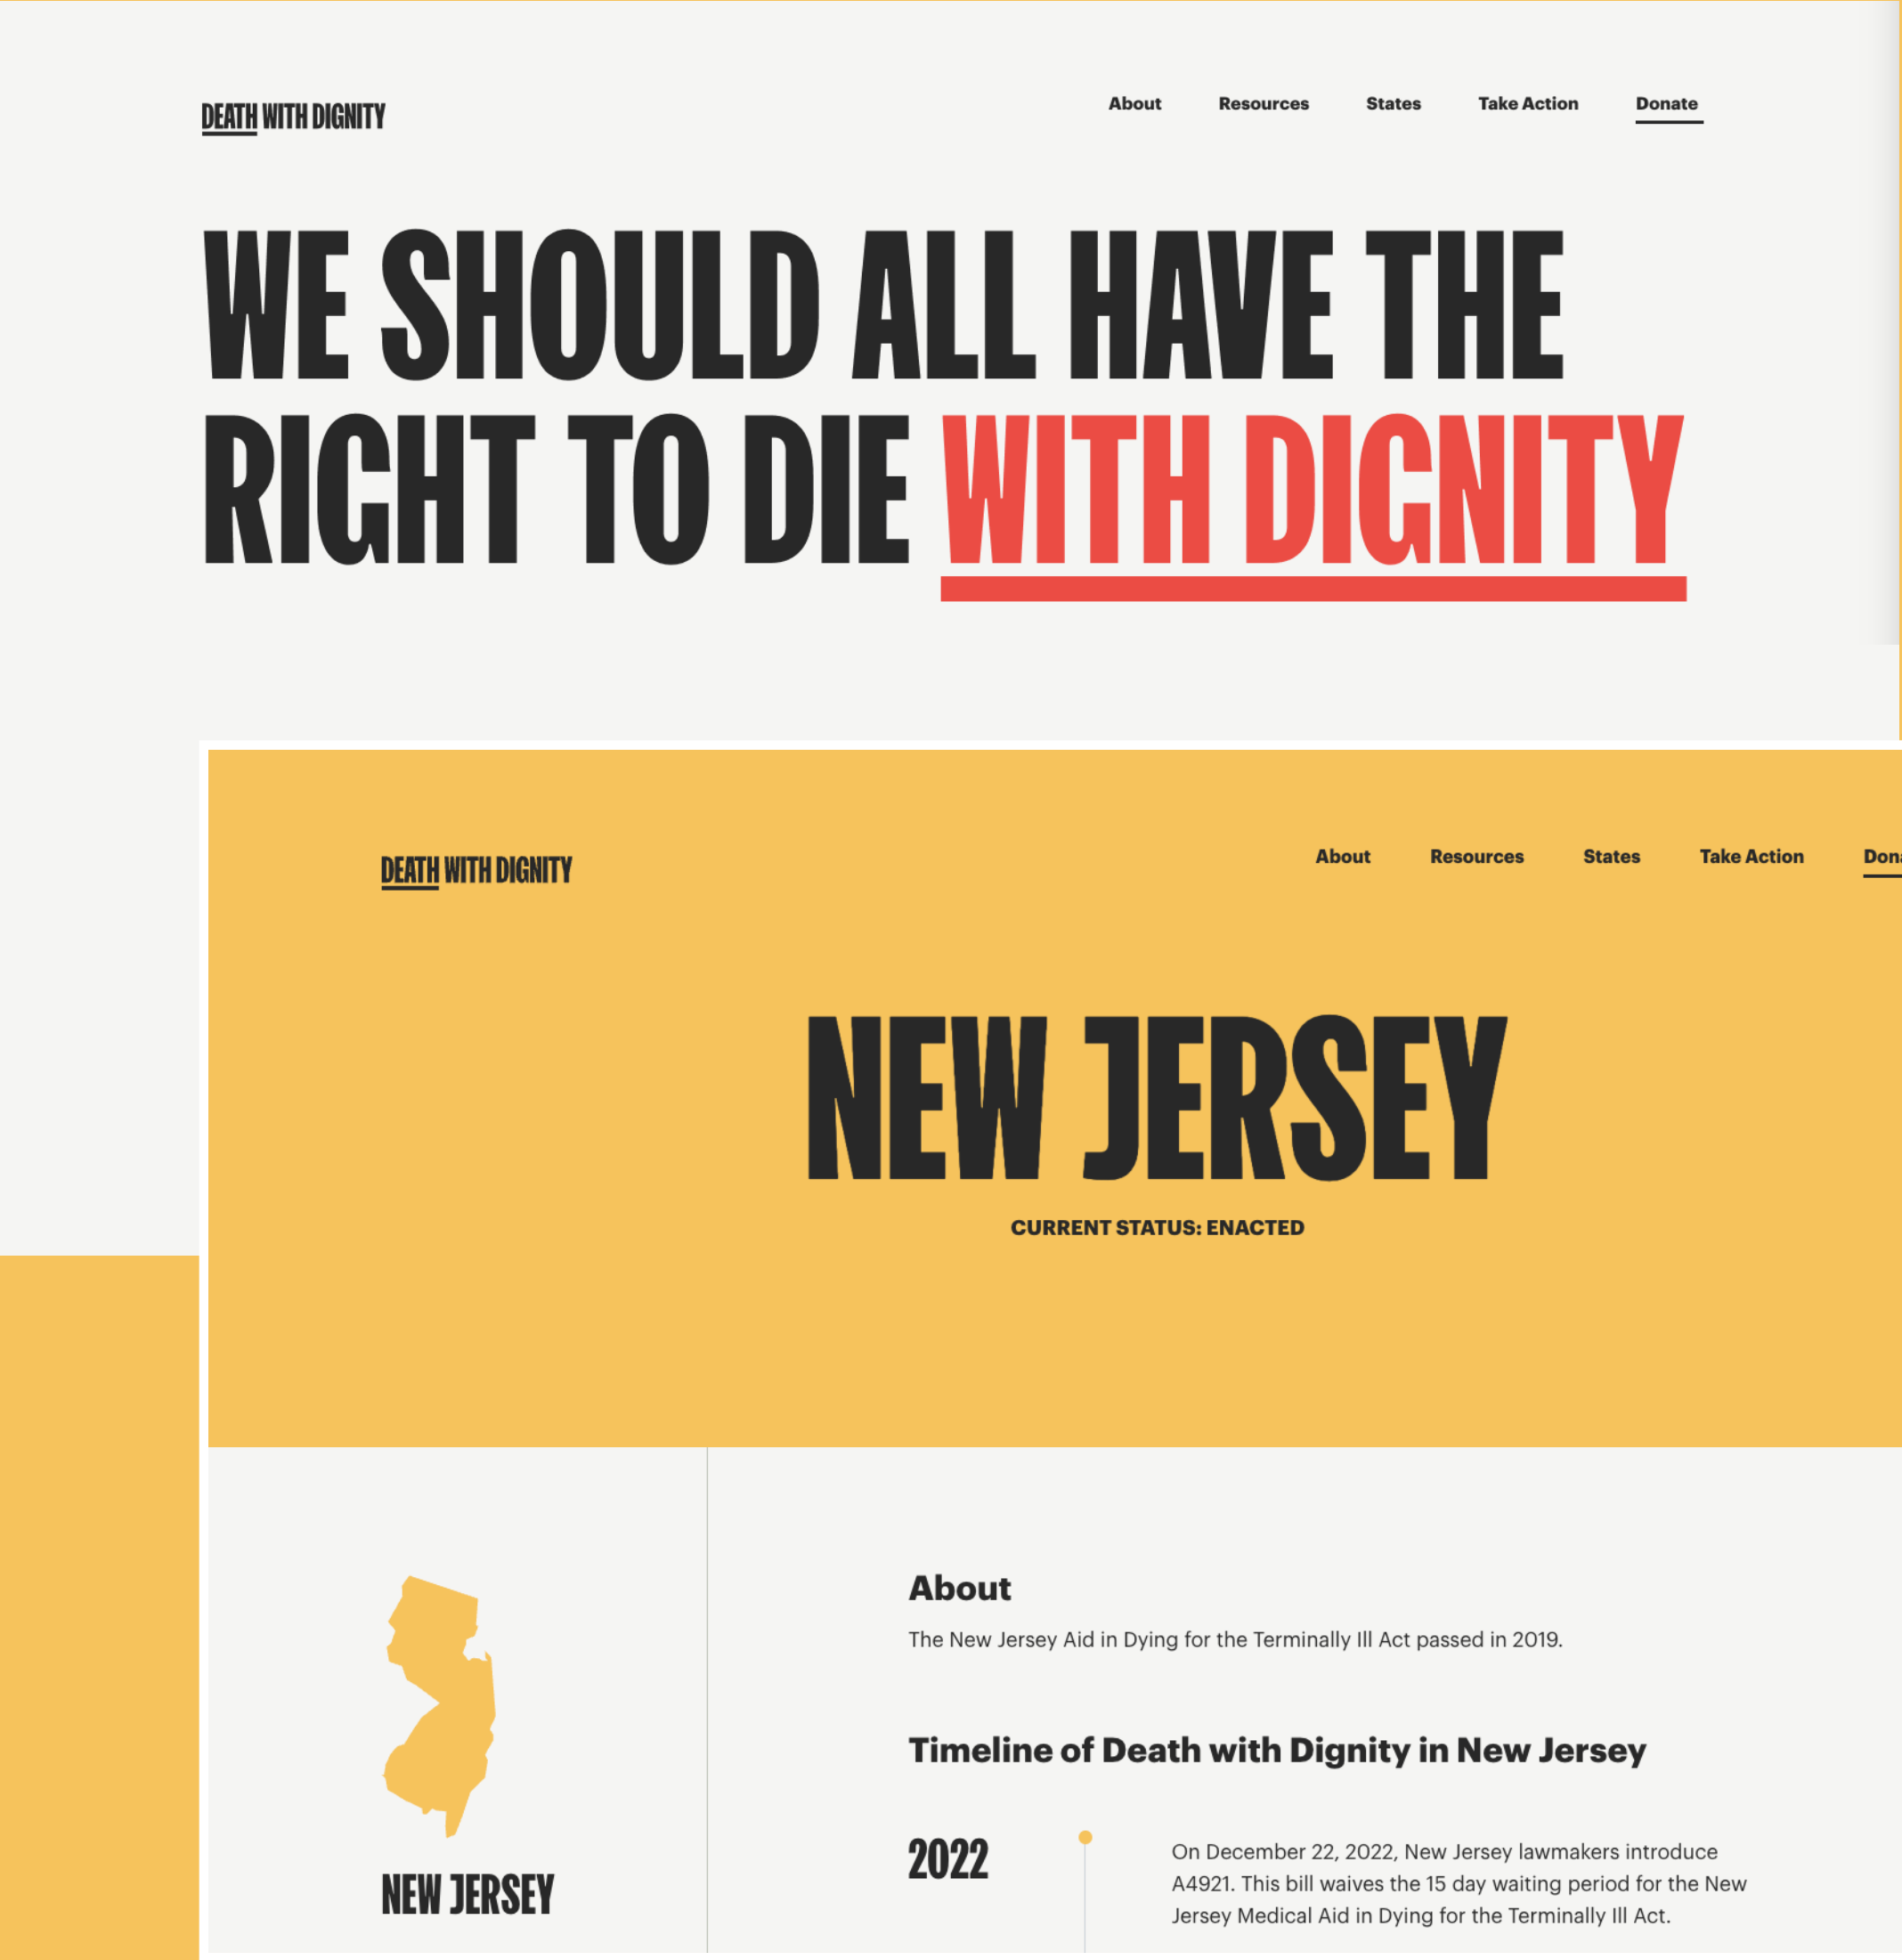 DEATH WITH DIGNITY
About Resources States Take Action Donate
WE SHOULD ALL HAVE THE
RIGHT TO DIE WITH DIGNITY
DEATH WITH DIGNITY
About Resources States Take Action Dona
NEW JERSEY
CURRENT STATUS: ENACTED
NEW JERSEY
About
The New Jersey Aid in Dying for the Terminally Ill Act passed in 2019.
Timeline of Death with Dignity in New Jersey
2022
On December 22, 2022, New Jersey lawmakers introduce
A4921. This bill waives the 15 day waiting period for the New
Jersey Medical Aid in Dying for the Terminally Ill Act.